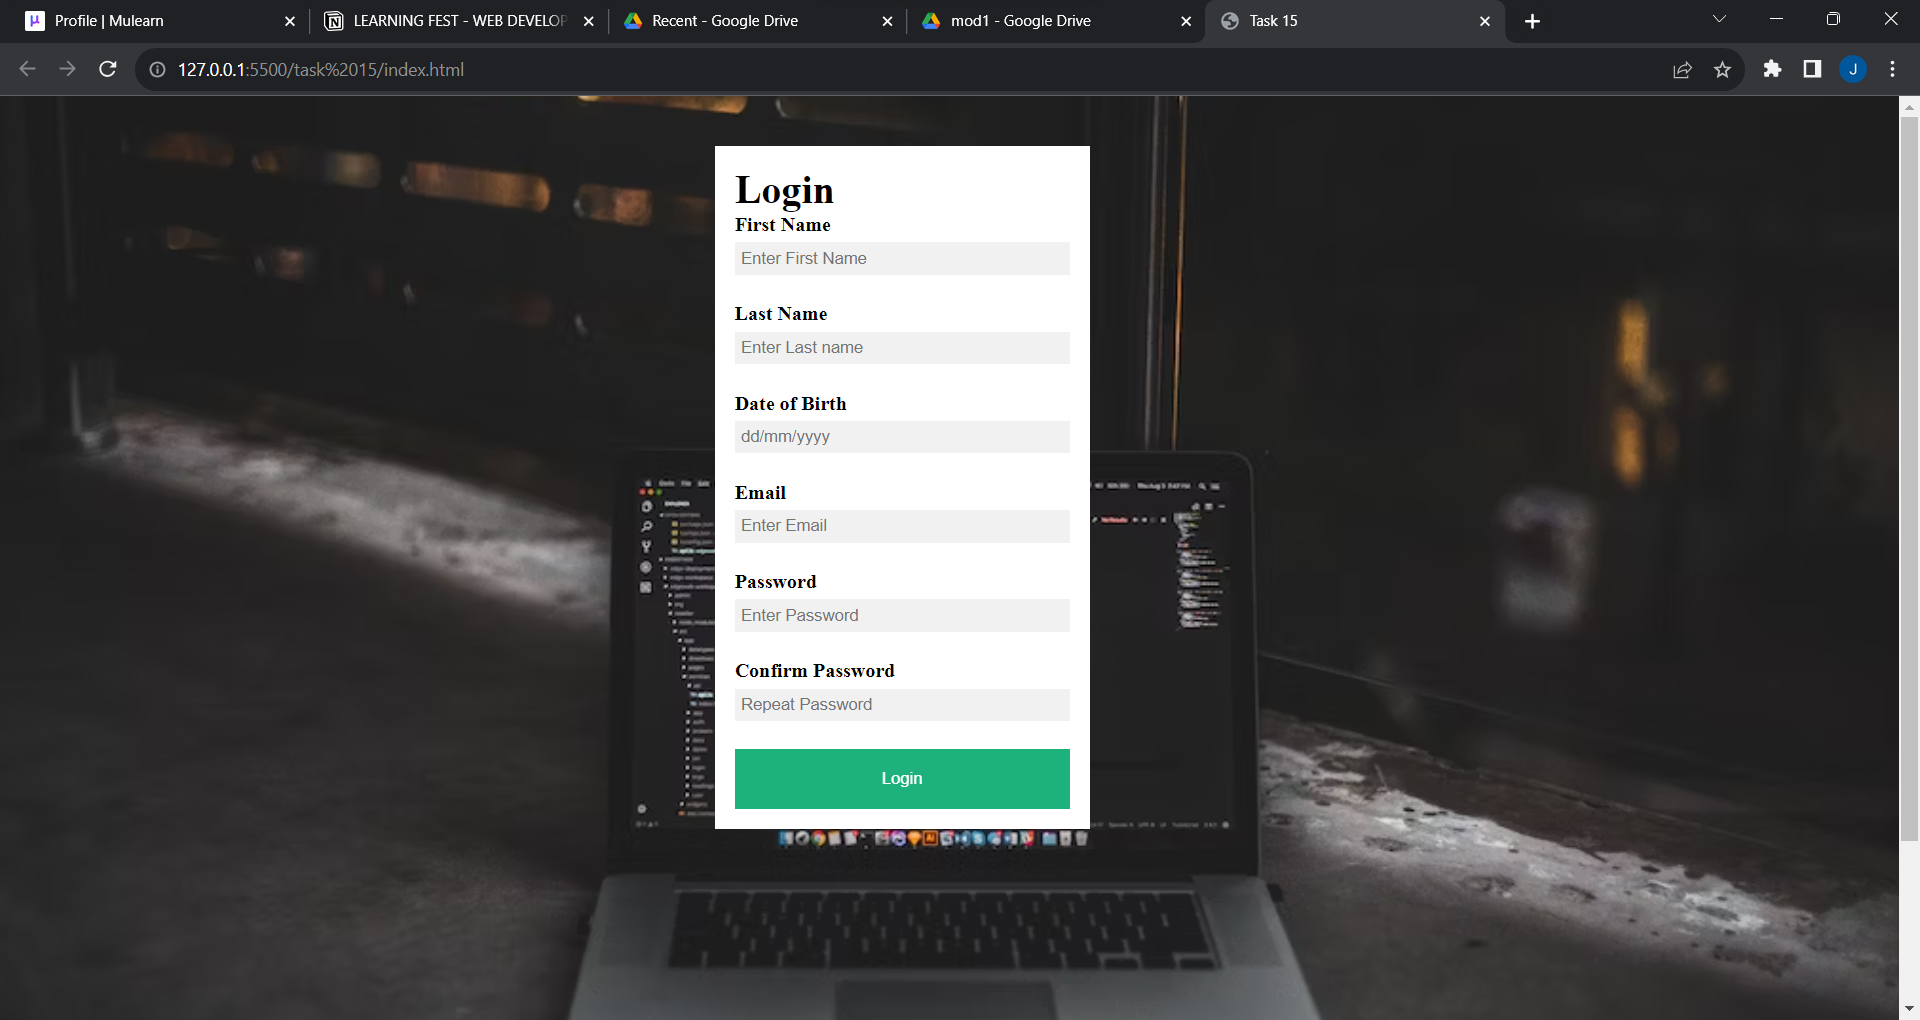 Profile | Mulearn
LEARNING FEST - WEB DEVELOP
Recent - Google Drive
mod1 - Google Drive
Task 15
127.0.0.1:5500/task%2015/index.html
J
Login
First Name
Enter First Name
Last Name
Enter Last name
Date of Birth
dd/mm/yyyy
Email
Enter Email
Password
Enter Password
Confirm Password
Repeat Password
Login